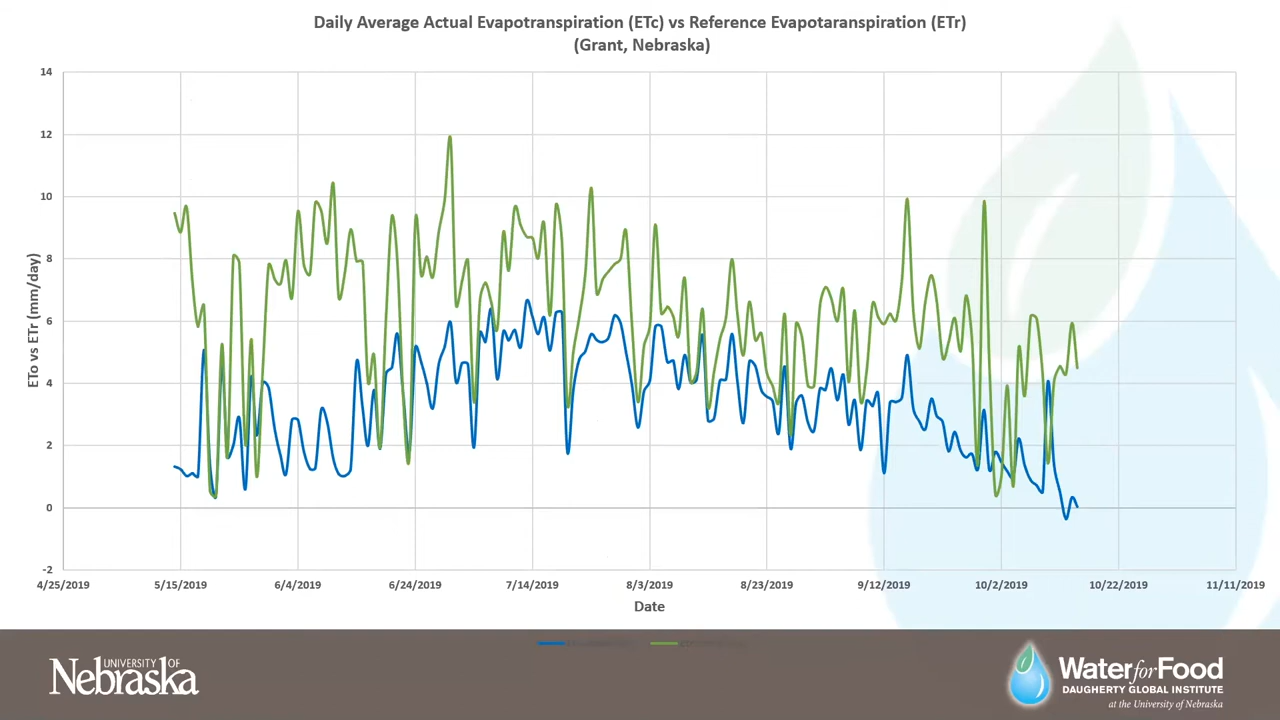 Daily Average Actual Evapotranspiration (ETc) vs Reference Evapotaranspiration (ETr)
(Grant, Nebraska)
14
12
10
8
6
4
2
0
-2
ETo vs ETr (mm/day)
4/25/2019 5/15/2019 6/4/2019 6/24/2019 7/14/2019 8/3/2019 8/23/2019 9/12/2019 10/2/2019 10/22/2019 11/11/2019
Date
UNIVERSITY OF
Nebraska
Water for Food
DAUGHERTY GLOBAL INSTITUTE
at the University of Nebraska